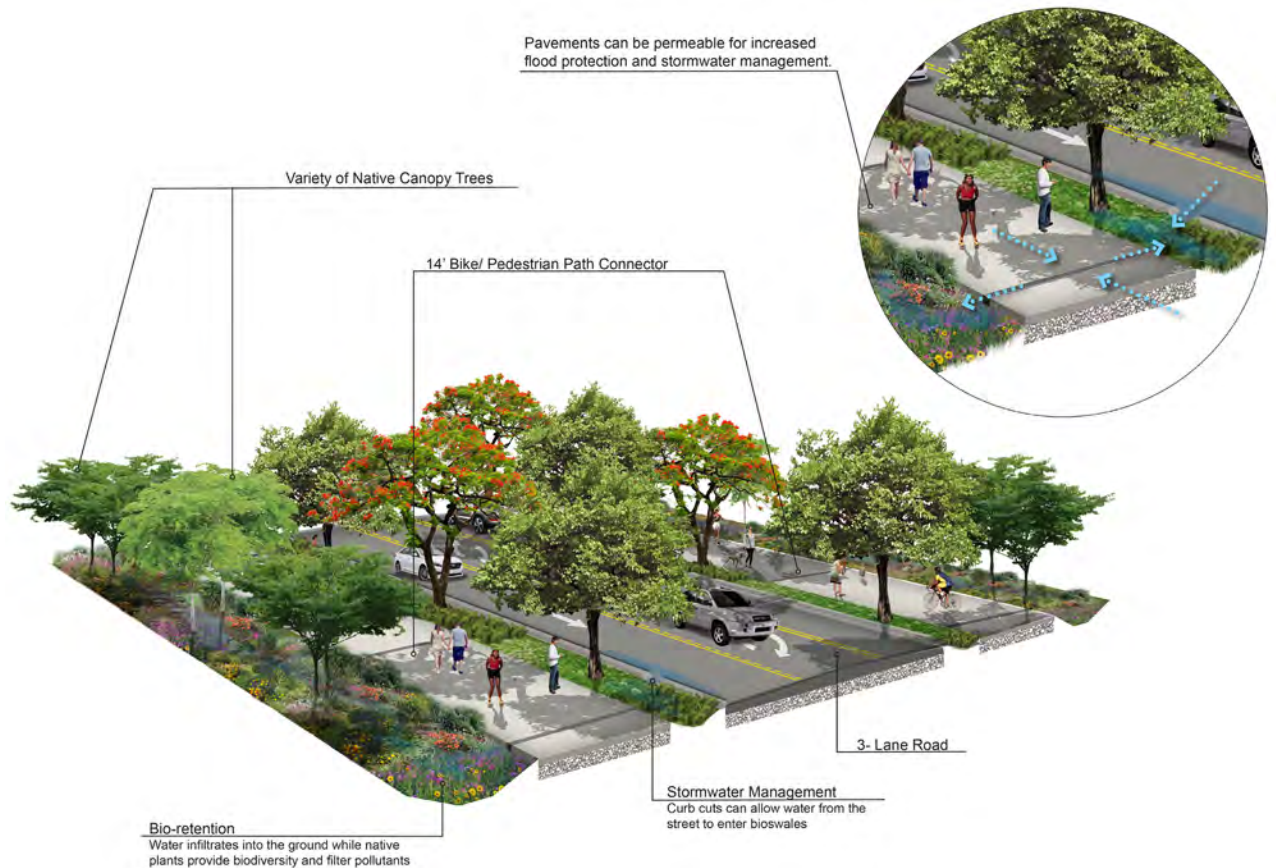 Pavements can be permeable for increased
flood protection and stormwater management.
Variety of Native Canopy Trees
14' Bike/ Pedestrian Path Connector
3- Lane Road
Stormwater Management
Curb cuts can allow water from the
street to enter bioswales
Bio-retention
Water infiltrates into the ground while native
plants provide biodiversity and filter pollutants